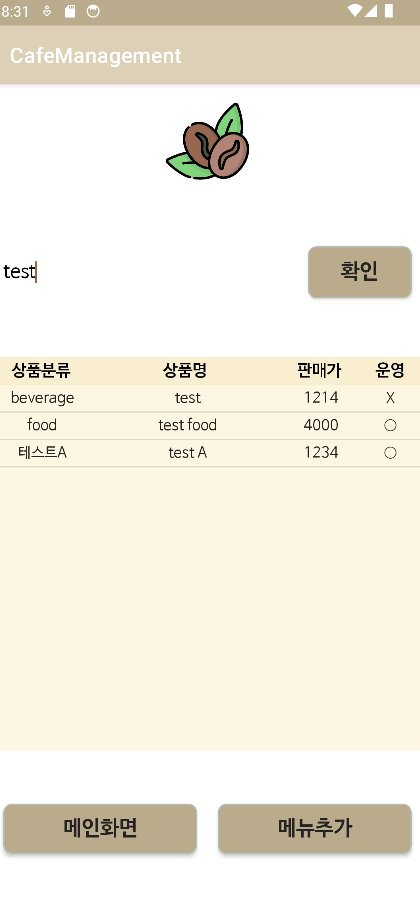 8:31
CafeManagement
test
확인
상품분류 상품명 판매가 운영
beverage test 1214 X
food test food 4000 ○
테스트A test A 1234 ○
메인화면 메뉴추가